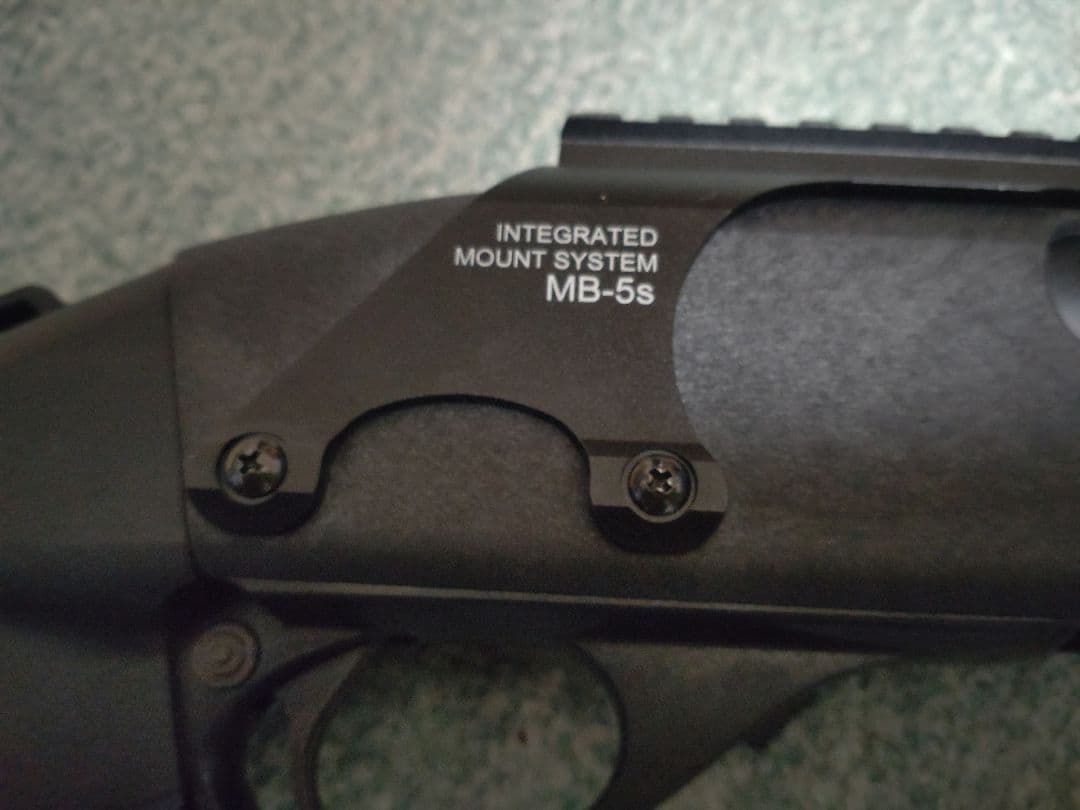 INTEGRATED
MOUNT SYSTEM
MB-5s